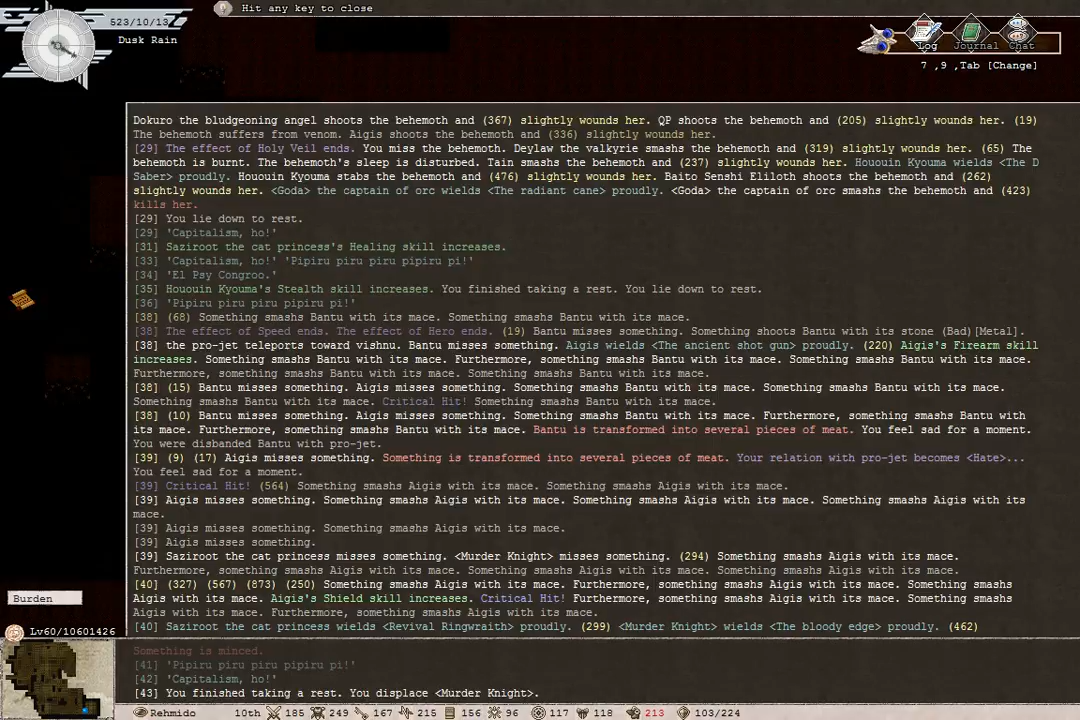 Hit any key to close
523/10/13
Dusk Rain
Log Journal Chat
7 ,9 ,Tab [Change]
Dokuro the bludgeoning angel shoots the behemoth and (367) slightly wounds her. QP shoots the behemoth and (205) slightly wounds her. (19)
The behemoth suffers from venom. Aigis shoots the behemoth and (336) slightly wounds her.
[29] The effect of Holy Veil ends. You miss the behemoth. Deylaw the valkyrie smashes the behemoth and (319) slightly wounds her. (65) The
behemoth is burnt. The behemoth's sleep is disturbed. Tain smashes the behemoth and (237) slightly wounds her. Hououin Kyouma wields <The D
Saber> proudly. Hououin Kyouma stabs the behemoth and (476) slightly wounds her. Baito Senshi Eliloth shoots the behemoth and (262)
slightly wounds her. <Goda> the captain of orc wields <The radiant cane> proudly. <Goda> the captain of orc smashes the behemoth and (423)
kills her.
[29] You lie down to rest.
[29] 'Capitalism, ho!'
[31] Saziroot the cat princess's Healing skill increases.
[33] 'Capitalism, ho!' 'Pipiru piru piru pipiru pi!'
[34] 'El Psy Congroo.'
[35] Hououin Kyouma's Stealth skill increases. You finished taking a rest. You lie down to rest.
[36] 'Pipiru piru piru pipiru pi!'
[38] (68) Something smashs Bantu with its mace. Something smashs Bantu with its mace.
[38] The effect of Speed ends. The effect of Hero ends. (19) Bantu misses something. Something shoots Bantu with its stone (Bad)[Metal].
[38] the pro-jet teleports toward vishnu. Bantu misses something. Aigis wields <The ancient shot gun> proudly. (220) Aigis's Firearm skill
increases. Something smashs Bantu with its mace. Furthermore, something smashs Bantu with its mace. Something smashs Bantu with its mace.
Furthermore, something smashs Bantu with its mace. Something smashs Bantu with its mace.
[38] (15) Bantu misses something. Aigis misses something. Something smashs Bantu with its mace. Something smashs Bantu with its mace.
Something smashs Bantu with its mace. Critical Hit! Something smashs Bantu with its mace.
[38] (10) Bantu misses something. Aigis misses something. Something smashs Bantu with its mace. Furthermore, something smashs Bantu with
its mace. Furthermore, something smashs Bantu with its mace. Bantu is transformed into several pieces of meat. You feel sad for a moment.
You were disbanded Bantu with pro-jet.
[39] (9) (17) Aigis misses something. Something is transformed into several pieces of meat. Your relation with pro-jet becomes <Hate>...
You feel sad for a moment.
[39] Critical Hit! (564) Something smashs Aigis with its mace. Something smashs Aigis with its mace.
[39] Aigis misses something. Something smashs Aigis with its mace. Something smashs Aigis with its mace. Something smashs Aigis with its
mace.
[39] Aigis misses something. Something smashs Aigis with its mace.
[39] Aigis misses something.
[39] Saziroot the cat princess misses something. <Murder Knight> misses something. (294) Something smashs Aigis with its mace.
Furthermore, something smashs Aigis with its mace. Something smashs Aigis with its mace.
[40] (327) (567) (873) (250) Something smashs Aigis with its mace. Furthermore, something smashs Aigis with its mace. Something smashs
Aigis with its mace. Aigis's Shield skill increases. Critical Hit! Furthermore, something smashs Aigis with its mace. Something smashs
Aigis with its mace. Furthermore, something smashs Aigis with its mace.
[40] Saziroot the cat princess wields <Revival Ringwraith> proudly. (299) <Murder Knight> wields <The bloody edge> proudly. (462)
Something is minced.
[41] 'Pipiru piru piru pipiru pi!'
[42] 'Capitalism, ho!'
[43] You finished taking a rest. You displace <Murder Knight>.
Burden
Lv60/10601426
Rehmido 10th 185 249 167 215 156 96 117 118 213 103/224